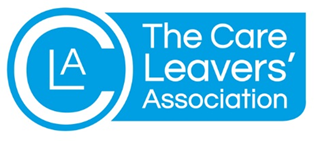 CLA
The Care
Leavers’
Association